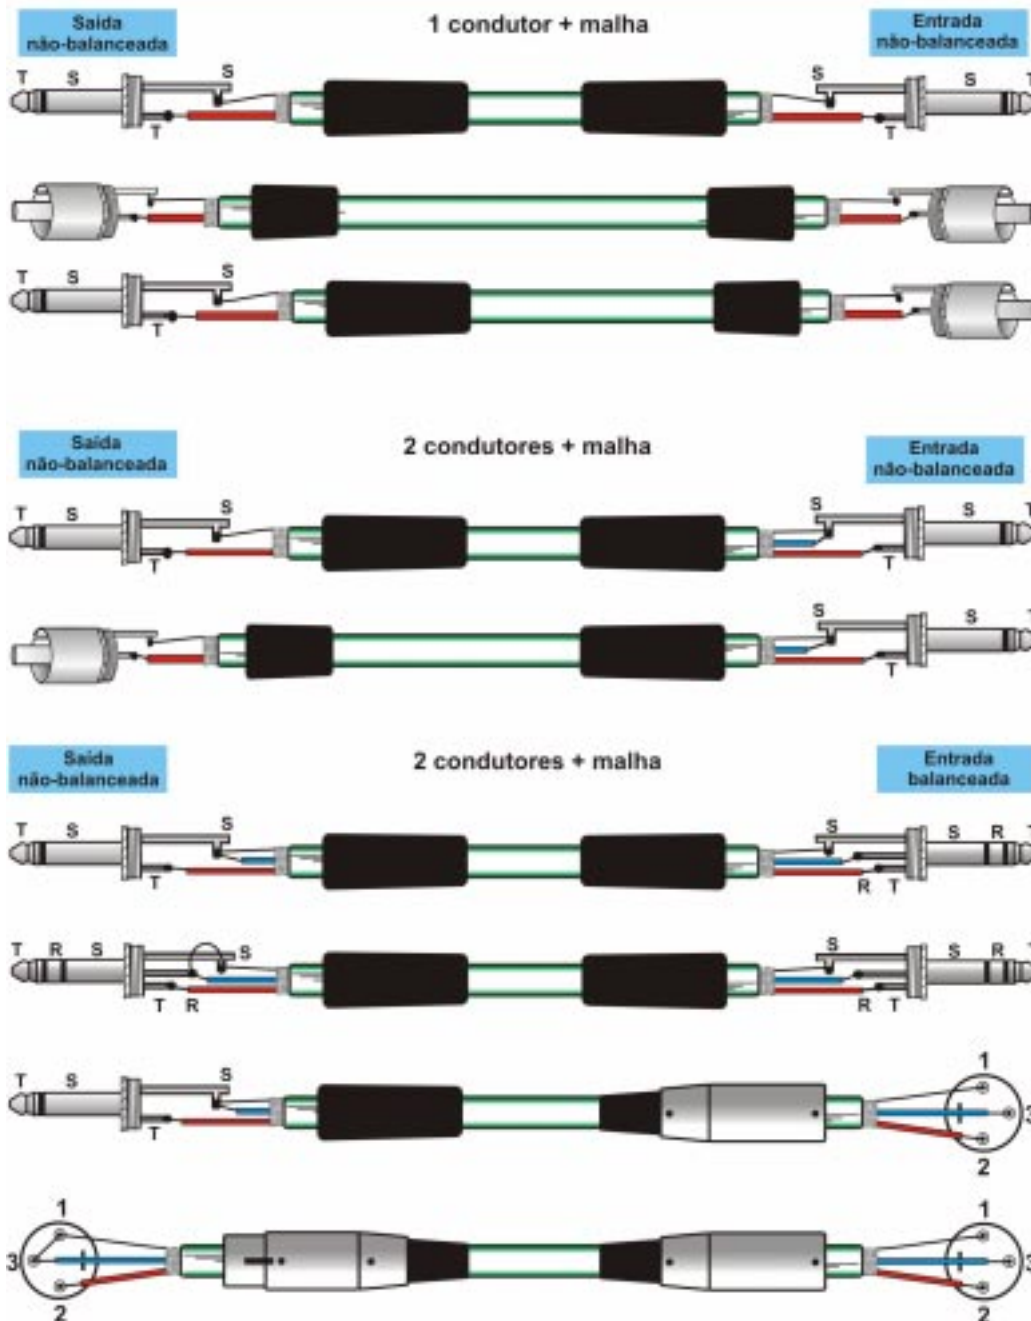 Saída
não-balanceada
1 condutor + malha
Entrada
não-balanceada
T S S S S T
T T
T S S
T
Saída
não-balanceada
2 condutores + malha
Entrada
não-balanceada
T S S S S T
T T
S S T
T
Saída
não-balanceada
2 condutores + malha
Entrada
balanceada
T S S S S R T
T R T
T R S S S S R T
T R R T
T S S 1
3
T
2
1 1
3 3
2 2